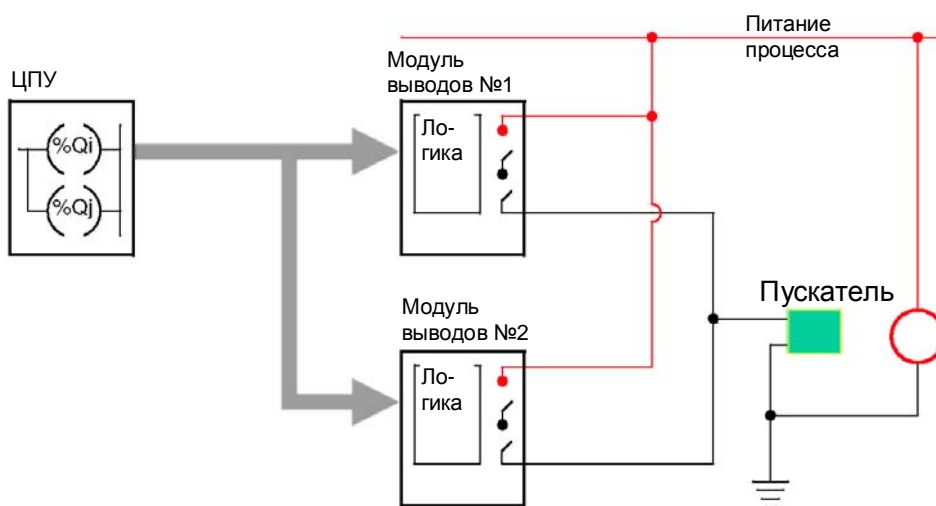 Питание
процесса
ЦПУ
%Qi
%Qj
Модуль
выводов №1
Ло-
гика
Пускатель
Модуль
выводов №2
Ло-
гика